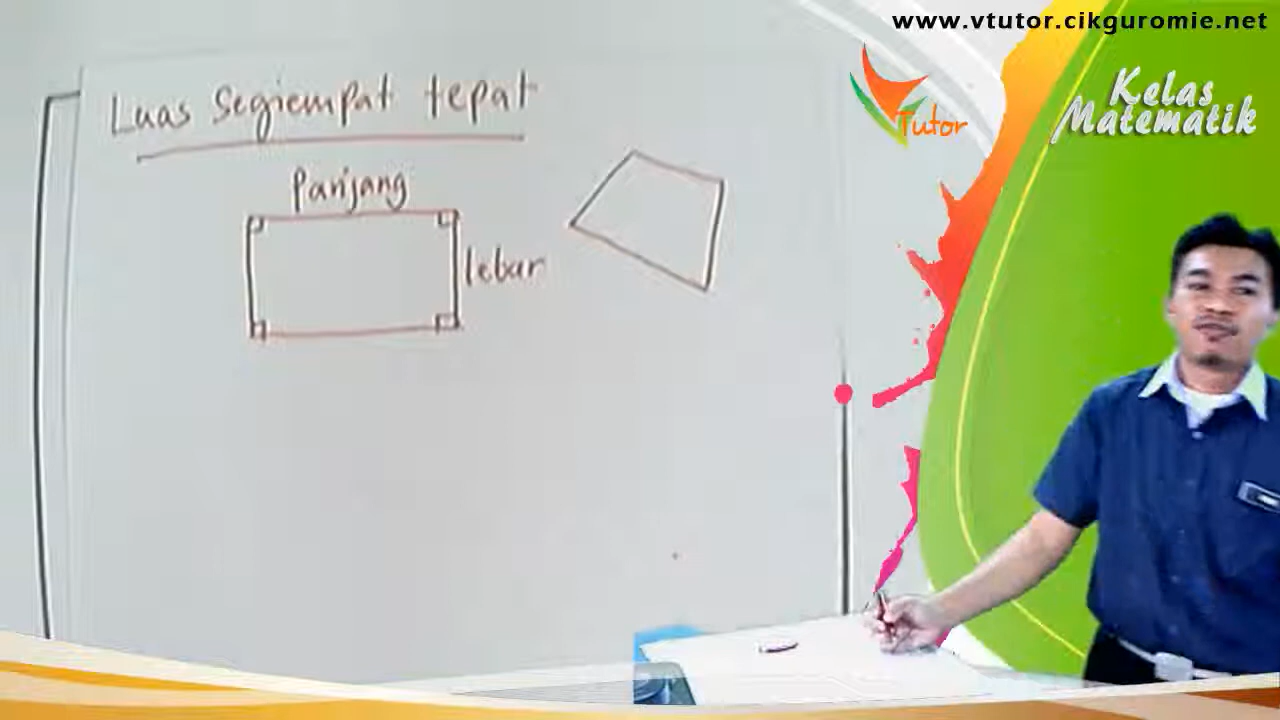 www.vtutor.cikguromie.net
Tutor
Kelas
Matematik
Luas segiempat tepat
Panjang
lebar